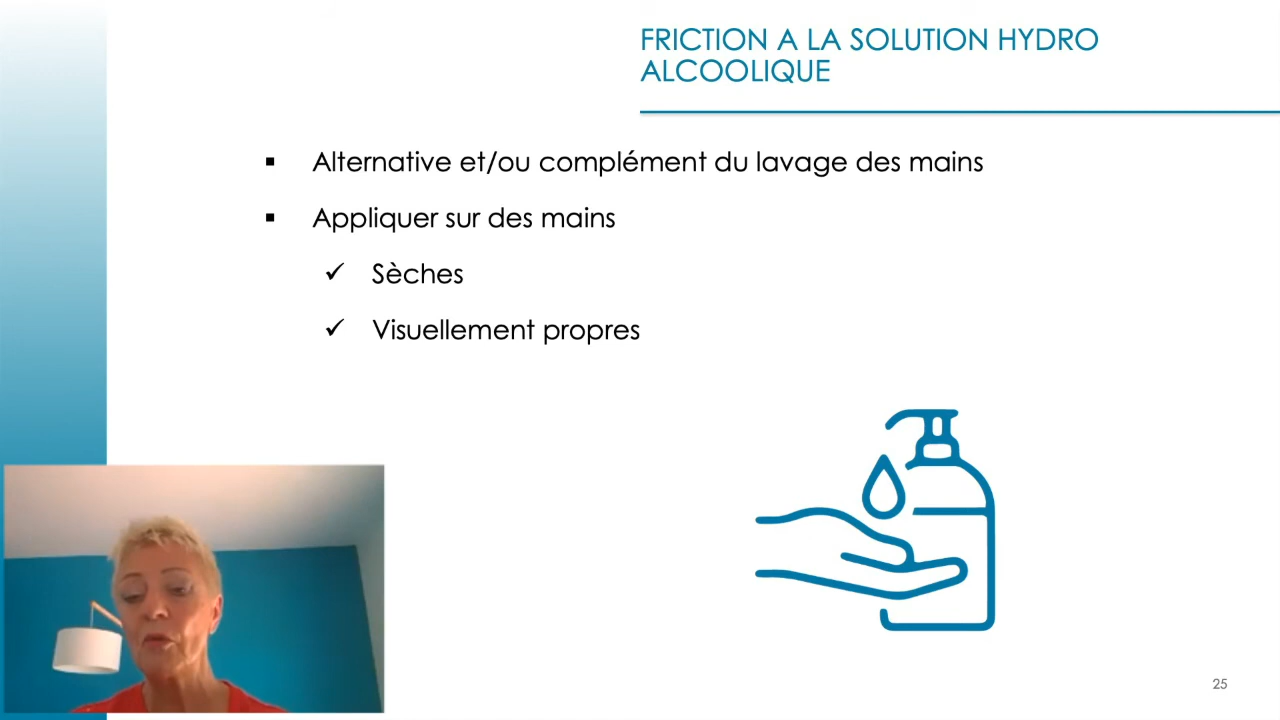 FRICTION A LA SOLUTION HYDRO
ALCOOLIQUE
▪ Alternative et/ou complément du lavage des mains
▪ Appliquer sur des mains
✓ Sèches
✓ Visuellement propres
25